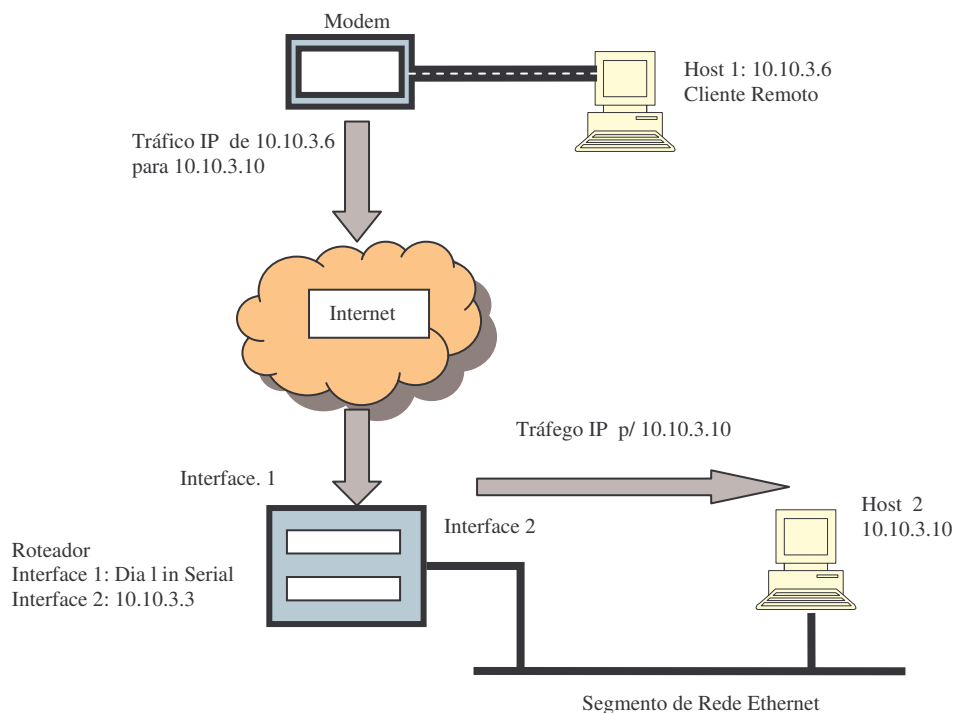 Modem
Host 1: 10.10.3.6
Cliente Remoto
Tráfico IP de 10.10.3.6
para 10.10.3.10
Internet
Tráfego IP p/ 10.10.3.10
Interface. 1
Host 2
10.10.3.10
Interface 2
Roteador
Interface 1: Dia l in Serial
Interface 2: 10.10.3.3
Segmento de Rede Ethernet